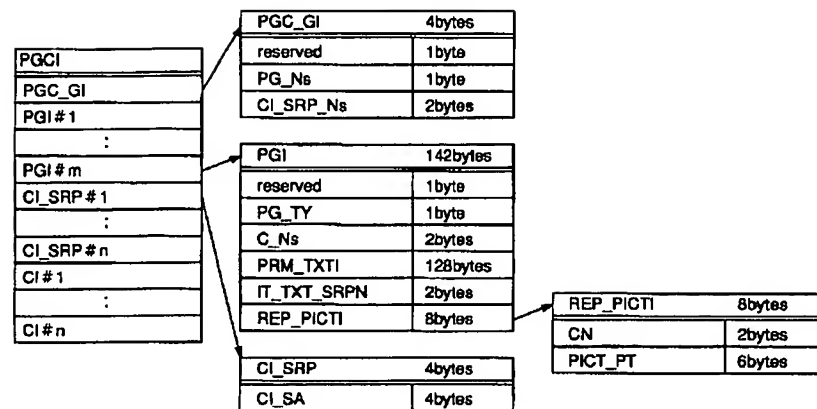 PGCI
PGC_GI
PGI#1
:
PGI#m
CI_SRP#1
:
CI_SRP#n
CI#1
:
CI#n
PGC_GI 4bytes
reserved 1byte
PG_Ns 1byte
CI_SRP_Ns 2bytes
PGI 142bytes
reserved 1byte
PG_TY 1byte
C_Ns 2bytes
PRM_TXTI 128bytes
IT_TXT_SRPN 2bytes
REP_PICTI 8bytes
CI_SRP 4bytes
CI_SA 4bytes
REP_PICTI 8bytes
CN 2bytes
PICT_PT 6bytes